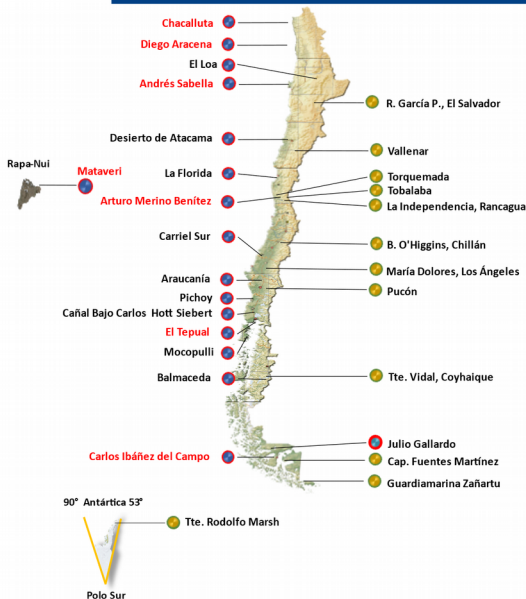 Chacalluta
Diego Aracena
El Loa
Andrés Sabella
R. García P., El Salvador
Desierto de Atacama
Vallenar
Rapa-Nui
Mataveri
La Florida
Torquemada
Tobalaba
Arturo Merino Benítez
La Independencia, Rancagua
Carriel Sur
B. O'Higgins, Chillán
María Dolores, Los Ángeles
Araucanía
Pucón
Pichoy
Cañal Bajo Carlos Hott Siebert
El Tepual
Mocopulli
Balmaceda
Tte. Vidal, Coyhaique
Julio Gallardo
Carlos Ibáñez del Campo
Cap. Fuentes Martínez
Guardiamarina Zañartu
90° Antártica 53°
Tte. Rodolfo Marsh
Polo Sur